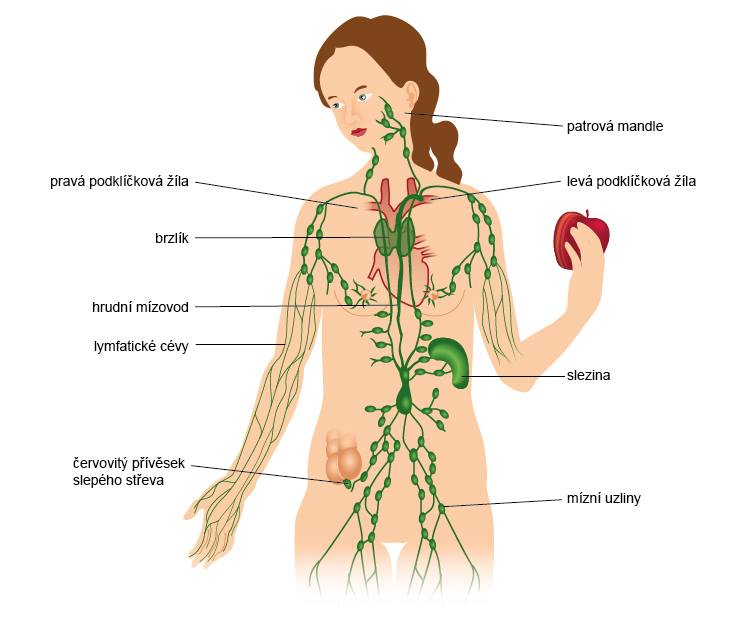 patrová mandle
pravá podklíčková žíla
levá podklíčková žíla
brzlík
hrudní mízovod
lymfatické cévy
slezina
červovitý přívěsek
slepého střeva
mízní uzliny